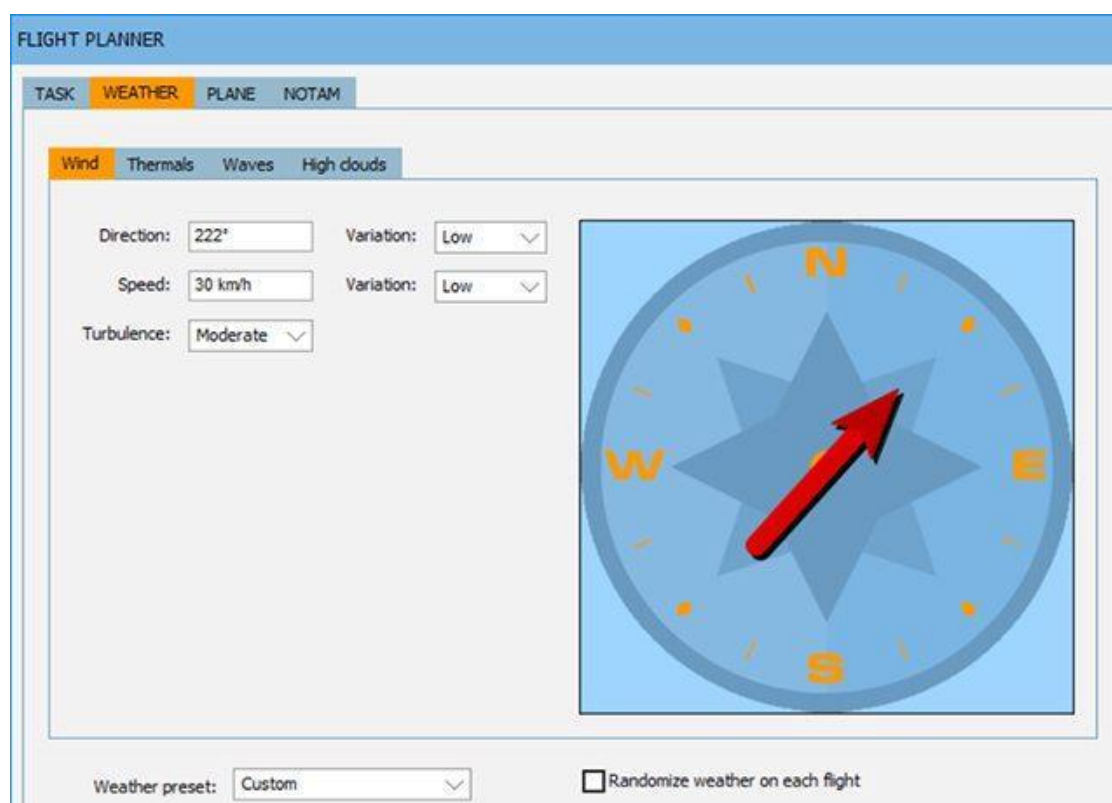 FLIGHT PLANNER
TASK WEATHER PLANE NOTAM
Wind Thermals Waves High clouds
Direction: 222° Variation: Low
Speed: 30 km/h Variation: Low
Turbulence: Moderate
N
W E
S
Weather preset: Custom Randomize weather on each flight